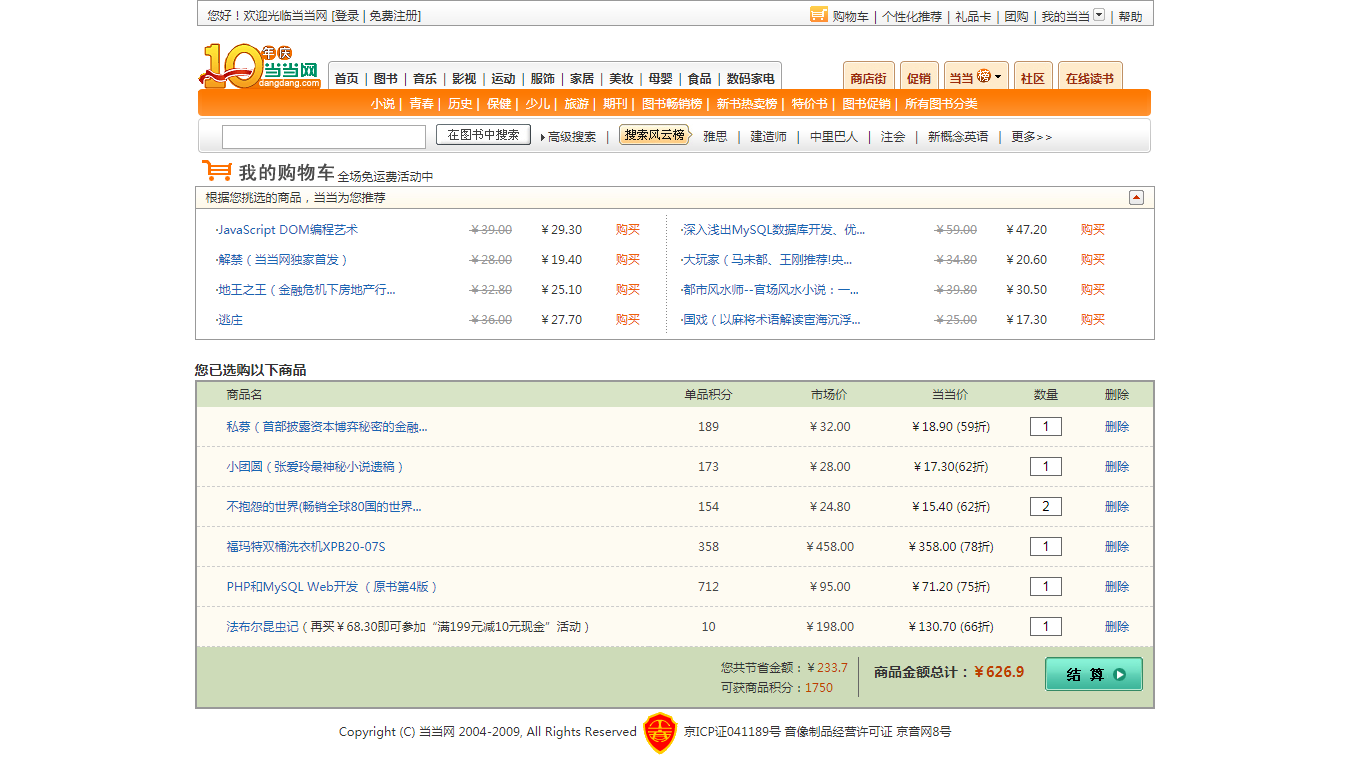 您好！欢迎光临当当网 [登录 | 免费注册]
购物车 | 个性化推荐 | 礼品卡 | 团购 | 我的当当 | 帮助
10年庆 当当网 dangdang.com
首页 | 图书 | 音乐 | 影视 | 运动 | 服饰 | 家居 | 美妆 | 母婴 | 食品 | 数码家电
商店街 促销 当当榜 社区 在线读书
小说 | 青春 | 历史 | 保健 | 少儿 | 旅游 | 期刊 | 图书畅销榜 | 新书热卖榜 | 特价书 | 图书促销 | 所有图书分类
在图书中搜索 高级搜索 | 搜索风云榜 雅思 | 建造师 | 中里巴人 | 注会 | 新概念英语 | 更多>>
我的购物车 全场免运费活动中
根据您挑选的商品，当当为您推荐
·JavaScript DOM编程艺术 ￥39.00 ￥29.30 购买 ·深入浅出MySQL数据库开发、优... ￥59.00 ￥47.20 购买
·解禁（当当网独家首发） ￥28.00 ￥19.40 购买 ·大玩家（马未都、王刚推荐!央... ￥34.80 ￥20.60 购买
·地王之王（金融危机下房地产行... ￥32.80 ￥25.10 购买 ·都市风水师--官场风水小说：一... ￥39.80 ￥30.50 购买
·逃庄 ￥36.00 ￥27.70 购买 ·国戏（以麻将术语解读宦海沉浮... ￥25.00 ￥17.30 购买
您已选购以下商品
商品名 单品积分 市场价 当当价 数量 删除
私募（首部披露资本博弈秘密的金融... 189 ￥32.00 ￥18.90 (59折) 1 删除
小团圆（张爱玲最神秘小说遗稿） 173 ￥28.00 ￥17.30(62折) 1 删除
不抱怨的世界(畅销全球80国的世界... 154 ￥24.80 ￥15.40 (62折) 2 删除
福玛特双桶洗衣机XPB20-07S 358 ￥458.00 ￥358.00 (78折) 1 删除
PHP和MySQL Web开发 （原书第4版） 712 ￥95.00 ￥71.20 (75折) 1 删除
法布尔昆虫记（再买￥68.30即可参加“满199元减10元现金”活动） 10 ￥198.00 ￥130.70 (66折) 1 删除
您共节省金额：￥233.7
可获商品积分：1750
商品金额总计：￥626.9 结 算
Copyright (C) 当当网 2004-2009, All Rights Reserved 京ICP证041189号 音像制品经营许可证 京音网8号